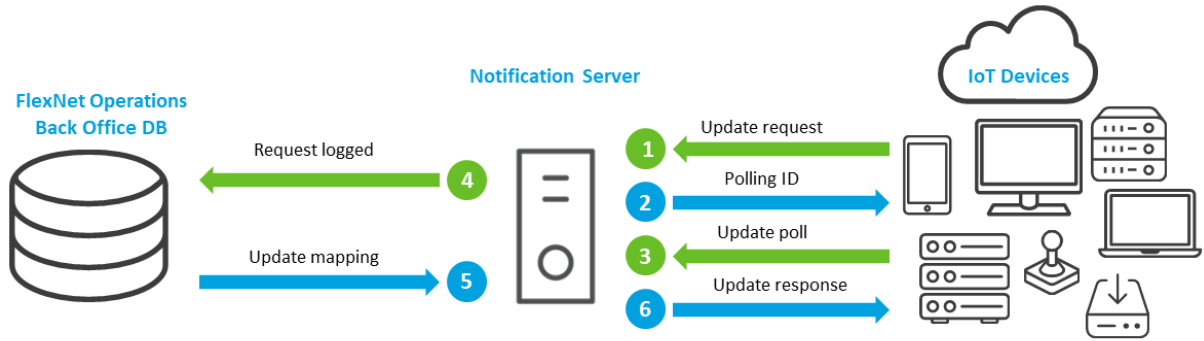 FlexNet Operations
Back Office DB
Request logged
4
Update mapping
5
Notification Server
IoT Devices
1
Update request
2
Polling ID
3
Update poll
6
Update response